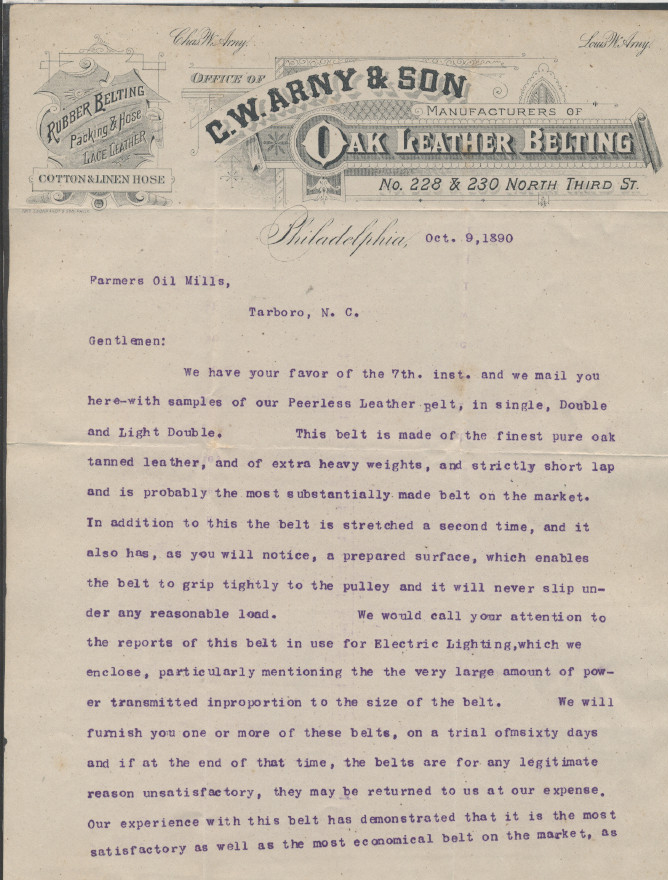 Chas. W. Arny.
Louis W. Arny.
OFFICE OF
C. W. ARNY & SON
MANUFACTURERS OF
OAK LEATHER BELTING
No. 228 & 230 NORTH THIRD ST.
RUBBER BELTING
Packing & Hose
LACE LEATHER
COTTON & LINEN HOSE
Philadelphia, Oct. 9,1890
Farmers Oil Mills,
Tarboro, N. C.
Gentlemen:
We have your favor of the 7th. inst. and we mail you
here-with samples of our Peerless Leather Belt, in single, Double
and Light Double. This belt is made of the finest pure oak
tanned leather, and of extra heavy weights, and strictly short lap
and is probably the most substantially made belt on the market.
In addition to this the belt is stretched a second time, and it
also has, as you will notice, a prepared surface, which enables
the belt to grip tightly to the pulley and it will never slip un-
der any reasonable load. We would call your attention to
the reports of this belt in use for Electric Lighting,which we
enclose, particularly mentioning the the very large amount of pow-
er transmitted inproportion to the size of the belt. We will
furnish you one or more of these belts, on a trial ofmsixty days
and if at the end of that time, the belts are for any legitimate
reason unsatisfactory, they may be returned to us at our expense.
Our experience with this belt has demonstrated that it is the most
satisfactory as well as the most economical belt on the market, as